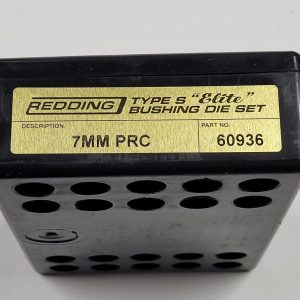 REDDING TYPE S "Elite"
BUSHING DIE SET
DESCRIPTION PART NO.
7MM PRC 60936